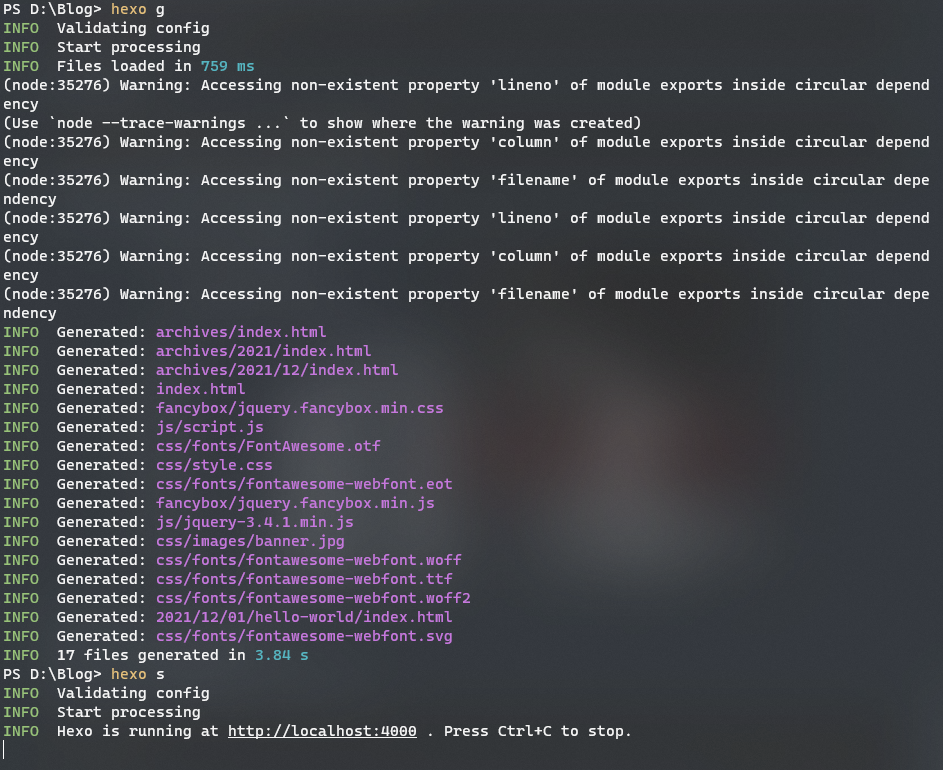 PS D:\Blog> hexo g
INFO  Validating config
INFO  Start processing
INFO  Files loaded in 759 ms
(node:35276) Warning: Accessing non-existent property 'lineno' of module exports inside circular depend
ency
(Use `node --trace-warnings ...` to show where the warning was created)
(node:35276) Warning: Accessing non-existent property 'column' of module exports inside circular depend
ency
(node:35276) Warning: Accessing non-existent property 'filename' of module exports inside circular depe
ndency
(node:35276) Warning: Accessing non-existent property 'lineno' of module exports inside circular depend
ency
(node:35276) Warning: Accessing non-existent property 'column' of module exports inside circular depend
ency
(node:35276) Warning: Accessing non-existent property 'filename' of module exports inside circular depe
ndency
INFO  Generated: archives/index.html
INFO  Generated: archives/2021/index.html
INFO  Generated: archives/2021/12/index.html
INFO  Generated: index.html
INFO  Generated: fancybox/jquery.fancybox.min.css
INFO  Generated: js/script.js
INFO  Generated: css/fonts/FontAwesome.otf
INFO  Generated: css/style.css
INFO  Generated: css/fonts/fontawesome-webfont.eot
INFO  Generated: fancybox/jquery.fancybox.min.js
INFO  Generated: js/jquery-3.4.1.min.js
INFO  Generated: css/images/banner.jpg
INFO  Generated: css/fonts/fontawesome-webfont.woff
INFO  Generated: css/fonts/fontawesome-webfont.ttf
INFO  Generated: css/fonts/fontawesome-webfont.woff2
INFO  Generated: 2021/12/01/hello-world/index.html
INFO  Generated: css/fonts/fontawesome-webfont.svg
INFO  17 files generated in 3.84 s
PS D:\Blog> hexo s
INFO  Validating config
INFO  Start processing
INFO  Hexo is running at http://localhost:4000 . Press Ctrl+C to stop.